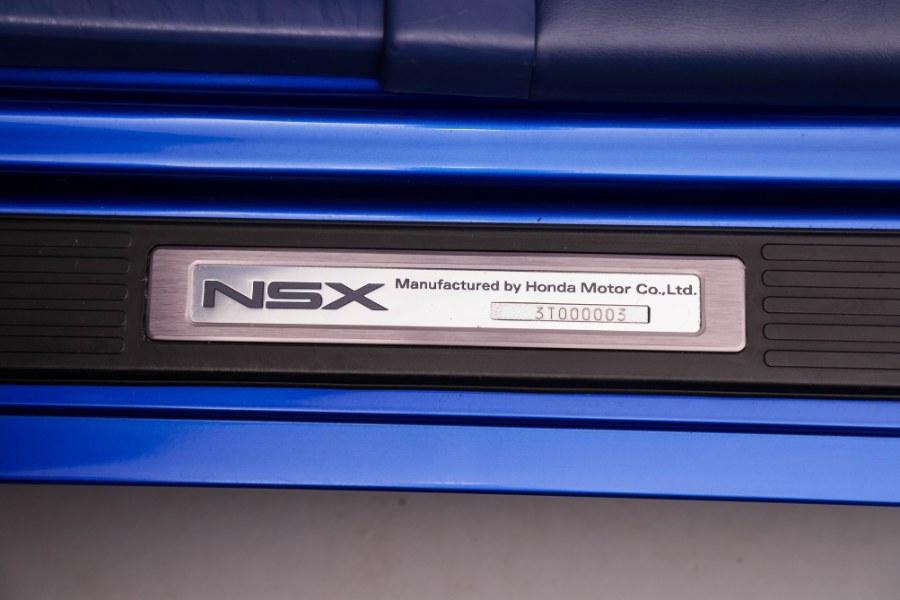 NSX Manufactured by Honda Motor Co.,Ltd.
3T000003